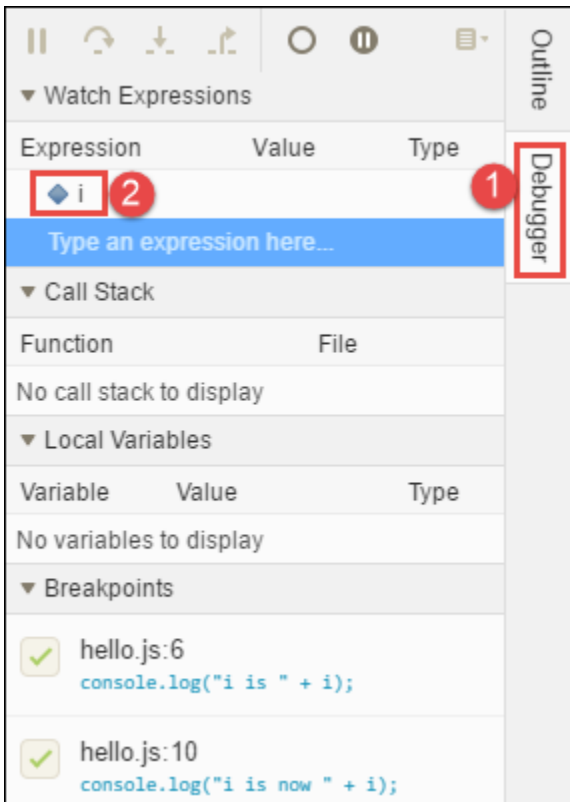 Outline
Watch Expressions
Expression Value Type
i 2
1 Debugger
Type an expression here...
Call Stack
Function File
No call stack to display
Local Variables
Variable Value Type
No variables to display
Breakpoints
hello.js:6
console.log("i is " + i);
hello.js:10
console.log("i is now " + i);